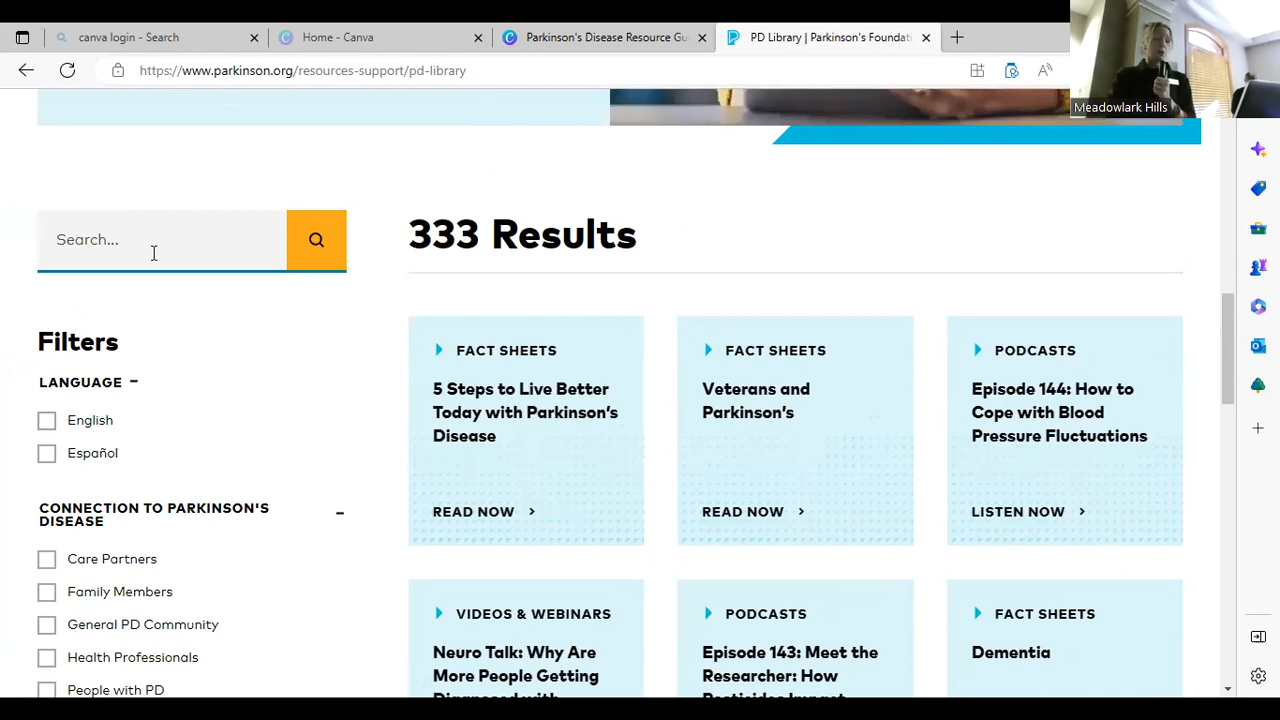 canva login - Search
Home - Canva
Parkinson's Disease Resource Gu
PD Library | Parkinson's Foundati
https://www.parkinson.org/resources-support/pd-library
Meadowlark Hills
Search...
333 Results
Filters
LANGUAGE −
English
Español
CONNECTION TO PARKINSON'S
DISEASE −
Care Partners
Family Members
General PD Community
Health Professionals
People with PD
FACT SHEETS
5 Steps to Live Better
Today with Parkinson's
Disease
READ NOW >
FACT SHEETS
Veterans and
Parkinson's
READ NOW >
PODCASTS
Episode 144: How to
Cope with Blood
Pressure Fluctuations
LISTEN NOW >
VIDEOS & WEBINARS
Neuro Talk: Why Are
More People Getting
Diagnosed with
PODCASTS
Episode 143: Meet the
Researcher: How
Pesticides Impact
FACT SHEETS
Dementia